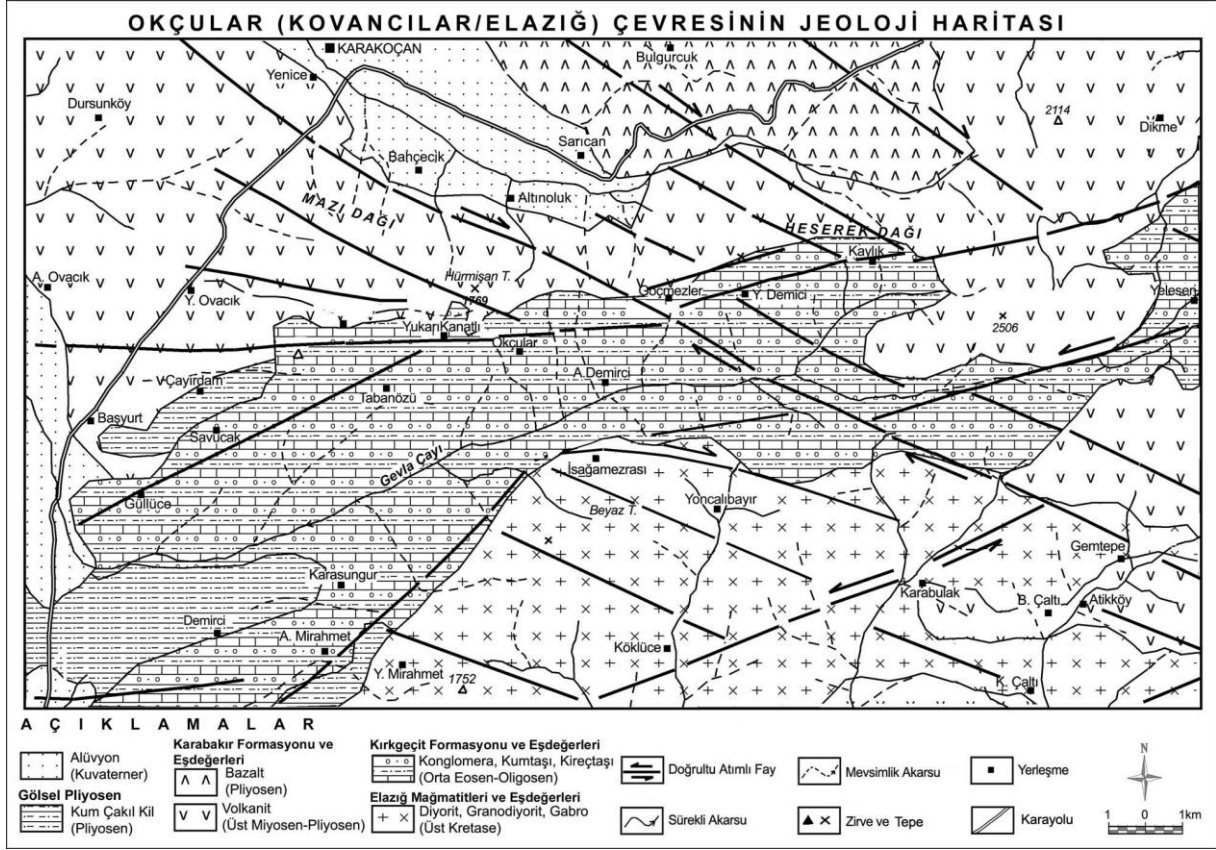 OKÇULAR (KOVANCILAR/ELAZIĞ) ÇEVRESİNİN JEOLOJİ HARİTASI
KARAKOÇAN
Bulgurcuk
Yenice
Dursunköy
2114
Dikme
Sarıcan
Bahçecik
Altınoluk
MAZI DAĞI
HESEREK DAĞI
Kaylık
A. Ovacık
Hürmişan T.
1769
Y. Ovacık
Göçmezler
Y. Demici
Yelesen
2506
YukarıKanatlı
Okçular
A.Demirci
Çayırdam
Tabanözü
Başyurt
Savucak
Gevla Çayı
İsağamezrası
Güllüce
Beyaz T.
Yoncalıbayır
Gemtepe
Karasungur
Karabulak
B. Çaltı
Atikköy
Demirci
A. Mirahmet
Köklüce
Y. Mirahmet
1752
K. Çaltı
AÇIKLAMALAR
Alüvyon
(Kuvaterner)
Gölsel Pliyosen
Kum Çakıl Kil
(Pliyosen)
Karabakır Formasyonu ve
Eşdeğerleri
Bazalt
(Pliyosen)
Volkanit
(Üst Miyosen-Pliyosen)
Kırkgeçit Formasyonu ve Eşdeğerleri
Konglomera, Kumtaşı, Kireçtaşı
(Orta Eosen-Oligosen)
Elazığ Mağmatitleri ve Eşdeğerleri
Diyorit, Granodiyorit, Gabro
(Üst Kretase)
Doğrultu Atımlı Fay
Sürekli Akarsu
Mevsimlik Akarsu
Zirve ve Tepe
Yerleşme
Karayolu
N
1 0 1km